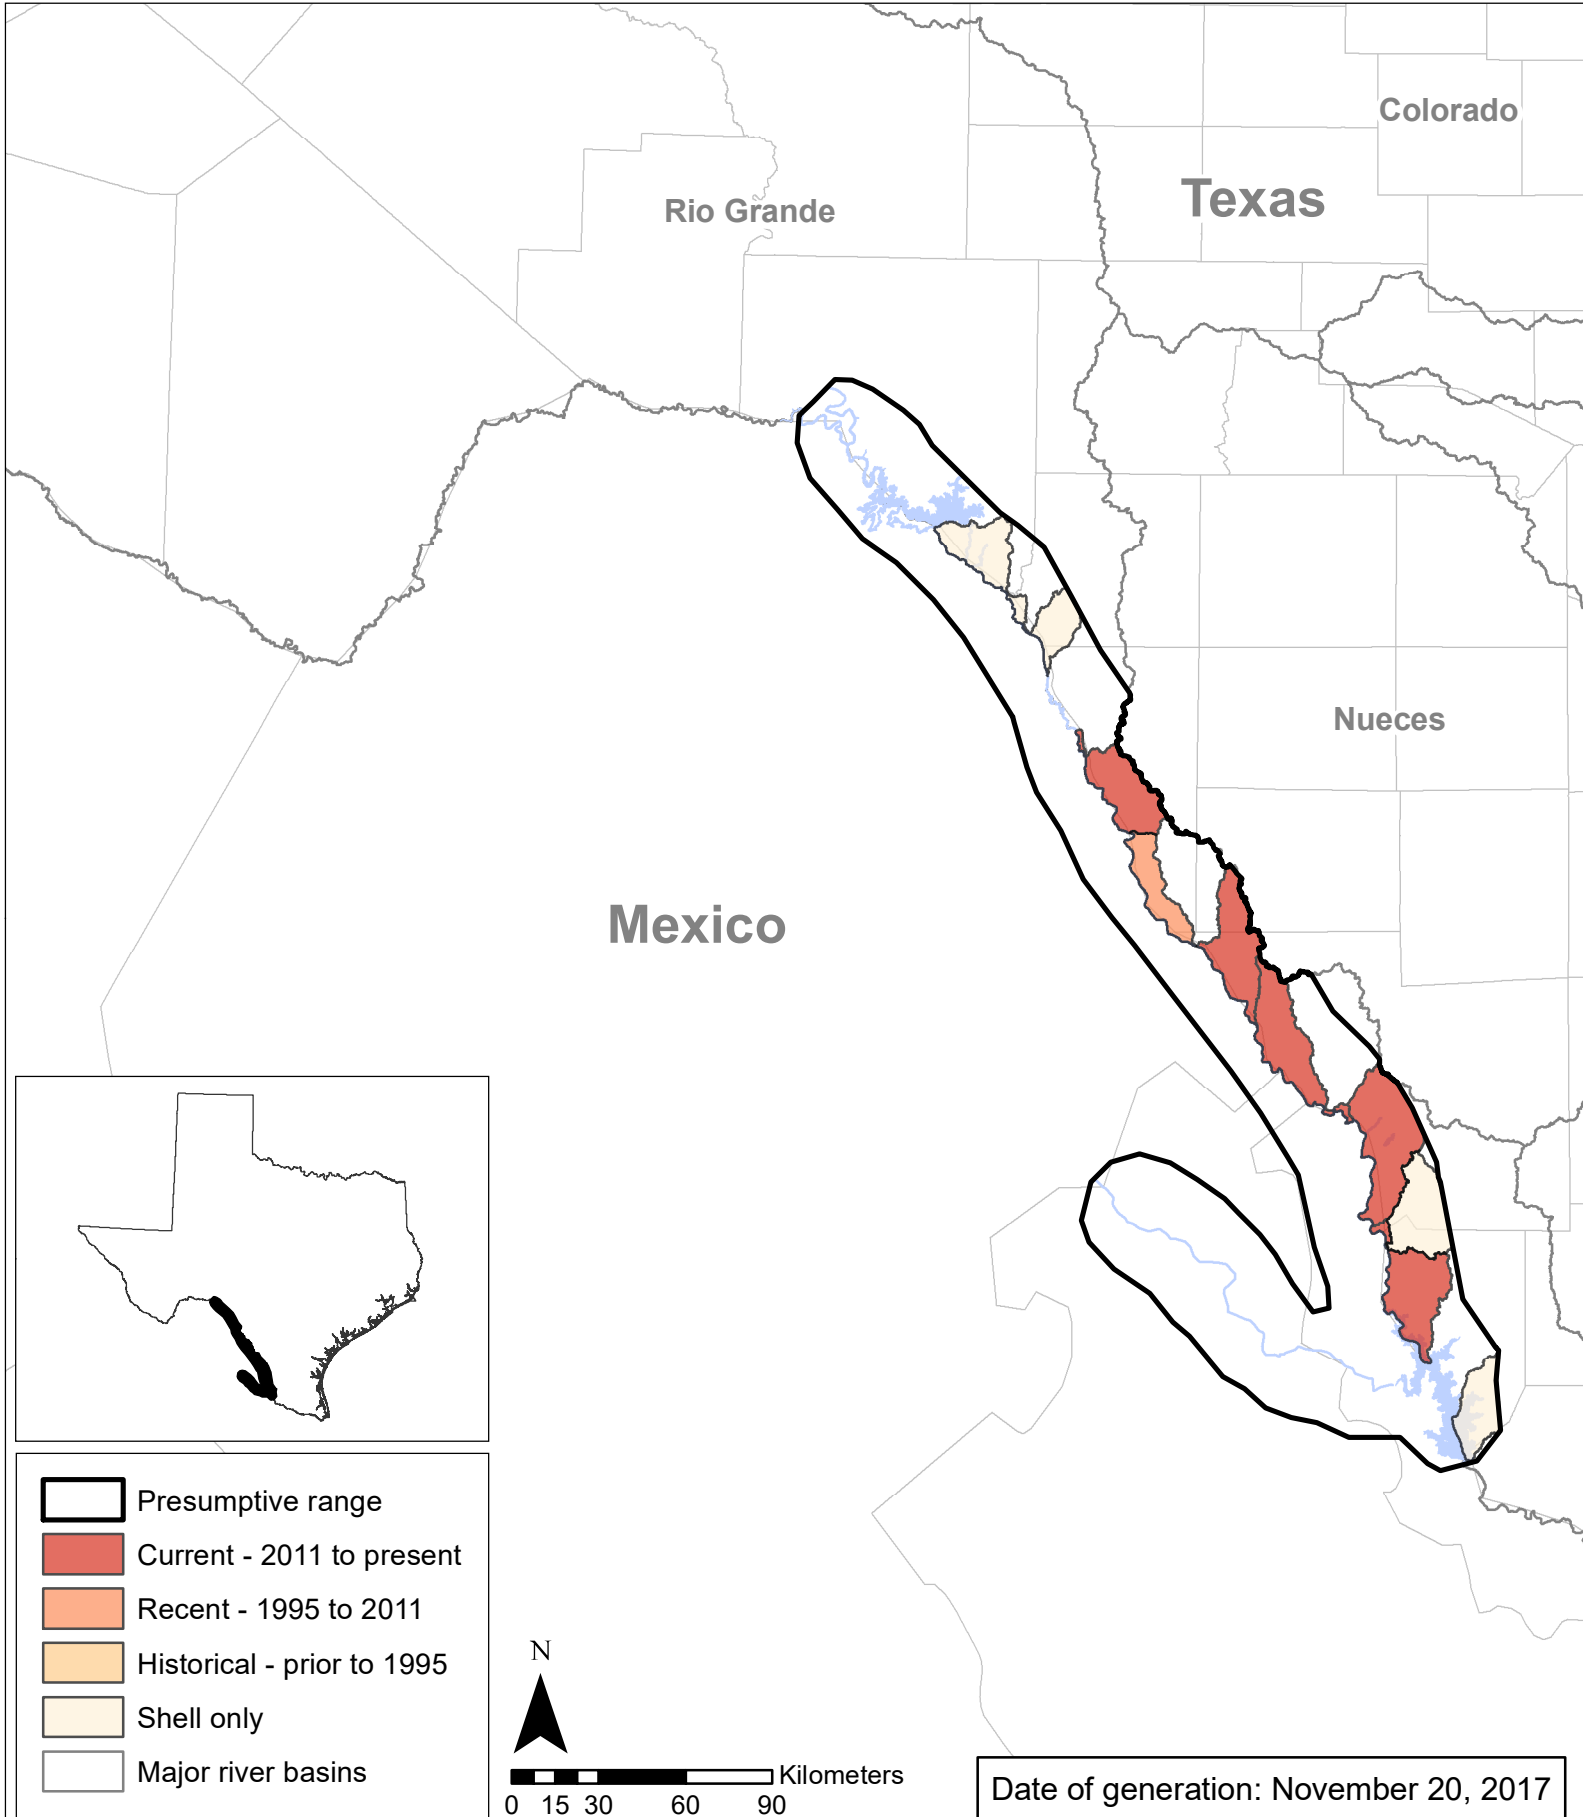 Colorado
Texas
Rio Grande
Nueces
Mexico
Presumptive range
Current - 2011 to present
Recent - 1995 to 2011
Historical - prior to 1995
Shell only
Major river basins
N
Kilometers
0 15 30 60 90
Date of generation: November 20, 2017